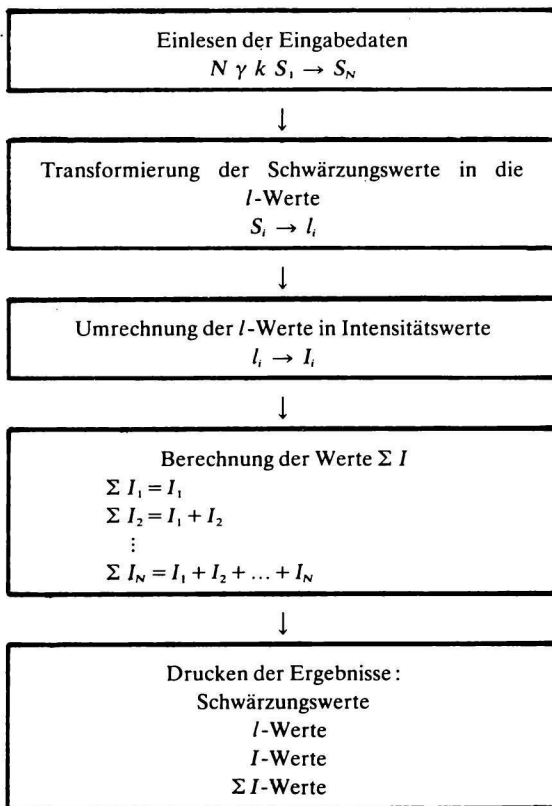 Einlesen der Eingabedaten
N γ k S₁ → S_N
↓
Transformierung der Schwärzungswerte in die
l-Werte
S_i → l_i
↓
Umrechnung der l-Werte in Intensitätswerte
l_i → I_i
↓
Berechnung der Werte Σ I
Σ I₁ = I₁
Σ I₂ = I₁ + I₂
⋮
Σ I_N = I₁ + I₂ + ... + I_N
↓
Drucken der Ergebnisse:
Schwärzungswerte
l-Werte
I-Werte
Σ I-Werte